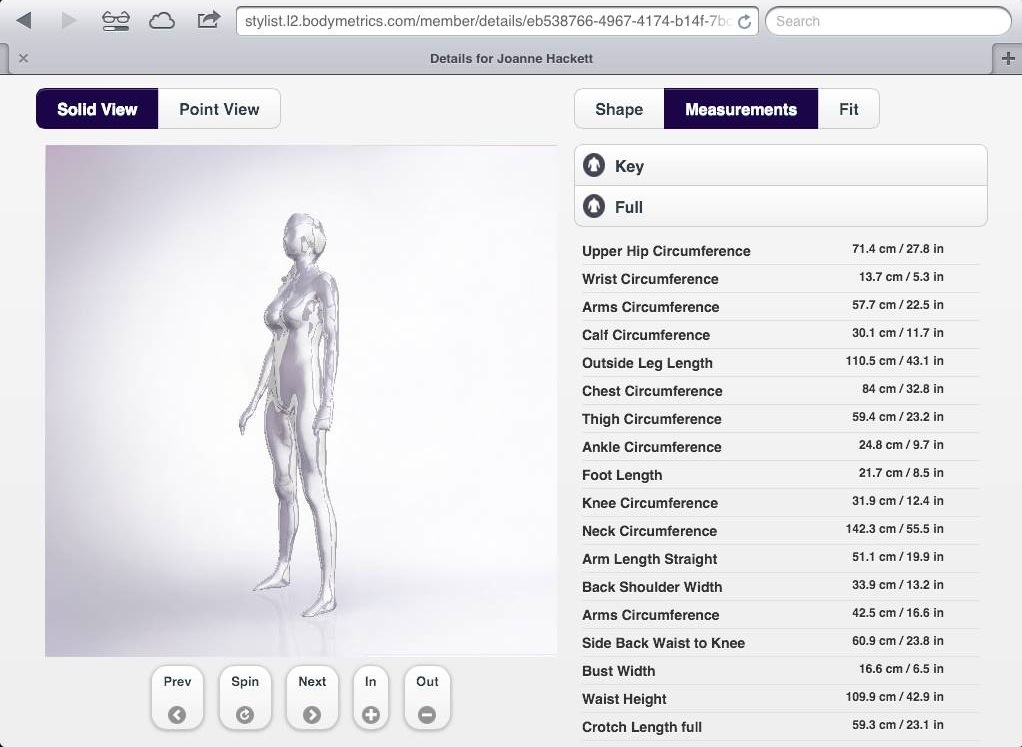 stylist.l2.bodymetrics.com/member/details/eb538766-4967-4174-b14f-7b
Search
Details for Joanne Hackett
Solid View Point View
Shape Measurements Fit
Key
Full
Upper Hip Circumference 71.4 cm / 27.8 in
Wrist Circumference 13.7 cm / 5.3 in
Arms Circumference 57.7 cm / 22.5 in
Calf Circumference 30.1 cm / 11.7 in
Outside Leg Length 110.5 cm / 43.1 in
Chest Circumference 84 cm / 32.8 in
Thigh Circumference 59.4 cm / 23.2 in
Ankle Circumference 24.8 cm / 9.7 in
Foot Length 21.7 cm / 8.5 in
Knee Circumference 31.9 cm / 12.4 in
Neck Circumference 142.3 cm / 55.5 in
Arm Length Straight 51.1 cm / 19.9 in
Back Shoulder Width 33.9 cm / 13.2 in
Arms Circumference 42.5 cm / 16.6 in
Side Back Waist to Knee 60.9 cm / 23.8 in
Bust Width 16.6 cm / 6.5 in
Waist Height 109.9 cm / 42.9 in
Crotch Length full 59.3 cm / 23.1 in
Prev Spin Next In Out